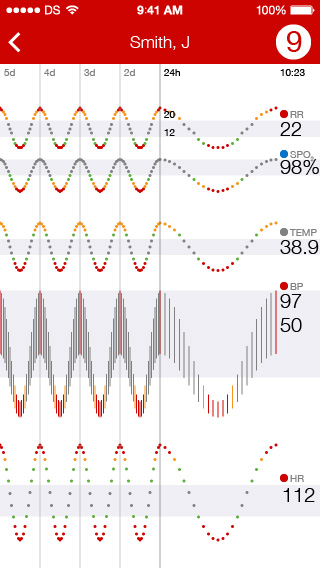 DS 9:41 AM 100%
Smith, J 9
5d 4d 3d 2d 24h 10:23
20 RR
12 22
SPO₂
98%
TEMP
38.9
BP
97
50
HR
112